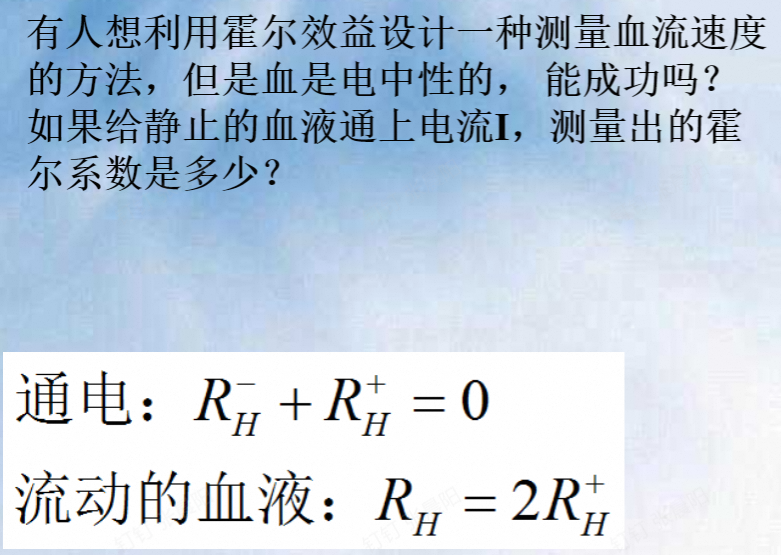 有人想利用霍尔效益设计一种测量血流速度
的方法，但是血是电中性的， 能成功吗？
如果给静止的血液通上电流I，测量出的霍
尔系数是多少？
通电：R_H^- + R_H^+ = 0
流动的血液：R_H = 2R_H^+